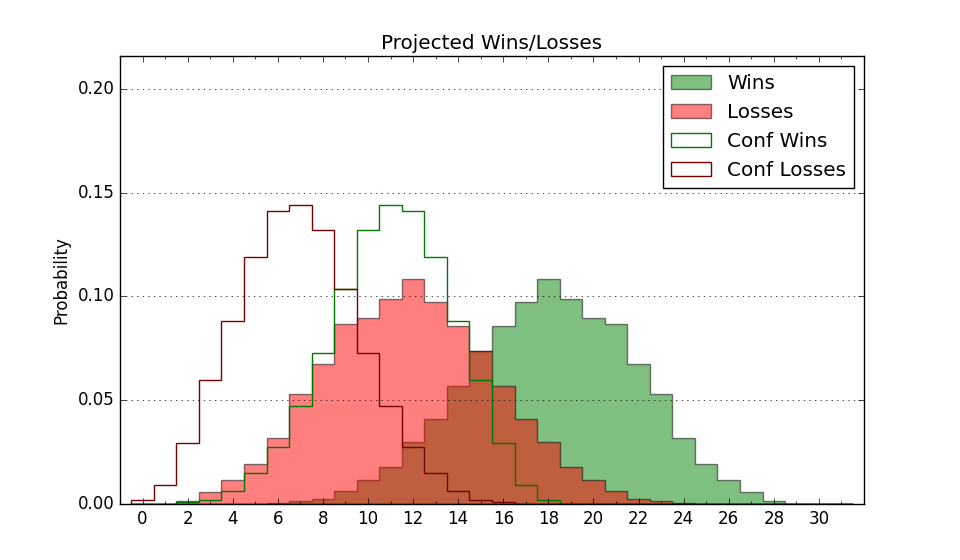 Projected Wins/Losses
Wins
Losses
Conf Wins
Conf Losses
Probability
0.20
0.15
0.10
0.05
0.00
0 2 4 6 8 10 12 14 16 18 20 22 24 26 28 30